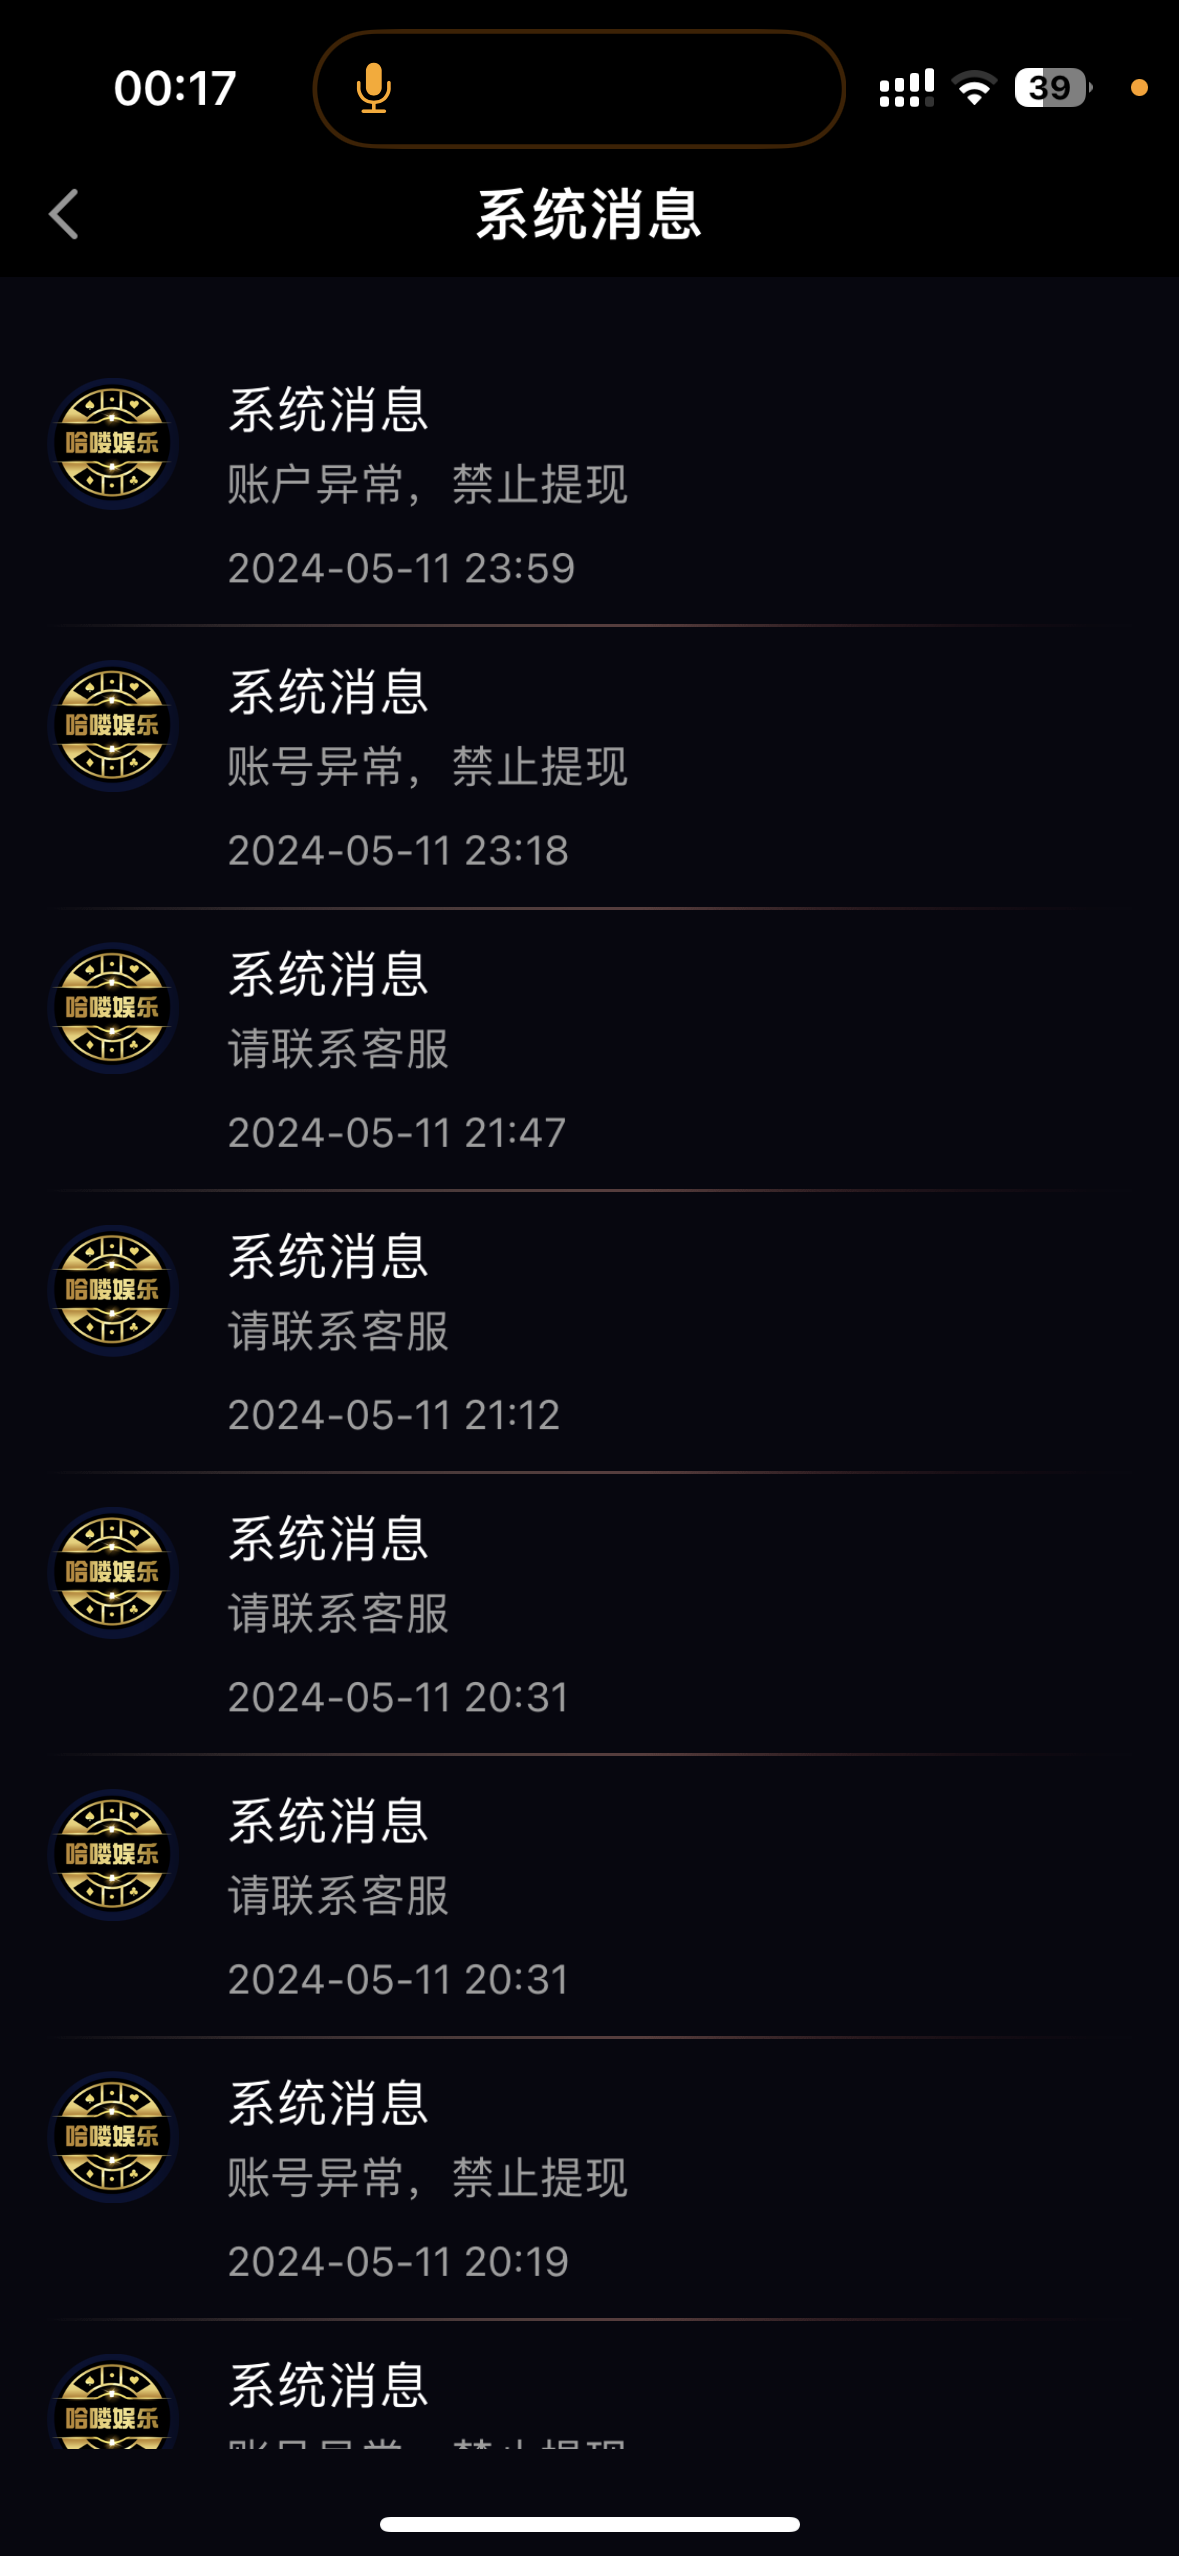 00:17
39
系统消息
哈喽娱乐
系统消息
账户异常，禁止提现
2024-05-11 23:59
哈喽娱乐
系统消息
账号异常，禁止提现
2024-05-11 23:18
哈喽娱乐
系统消息
请联系客服
2024-05-11 21:47
哈喽娱乐
系统消息
请联系客服
2024-05-11 21:12
哈喽娱乐
系统消息
请联系客服
2024-05-11 20:31
哈喽娱乐
系统消息
请联系客服
2024-05-11 20:31
哈喽娱乐
系统消息
账号异常，禁止提现
2024-05-11 20:19
哈喽娱乐
系统消息